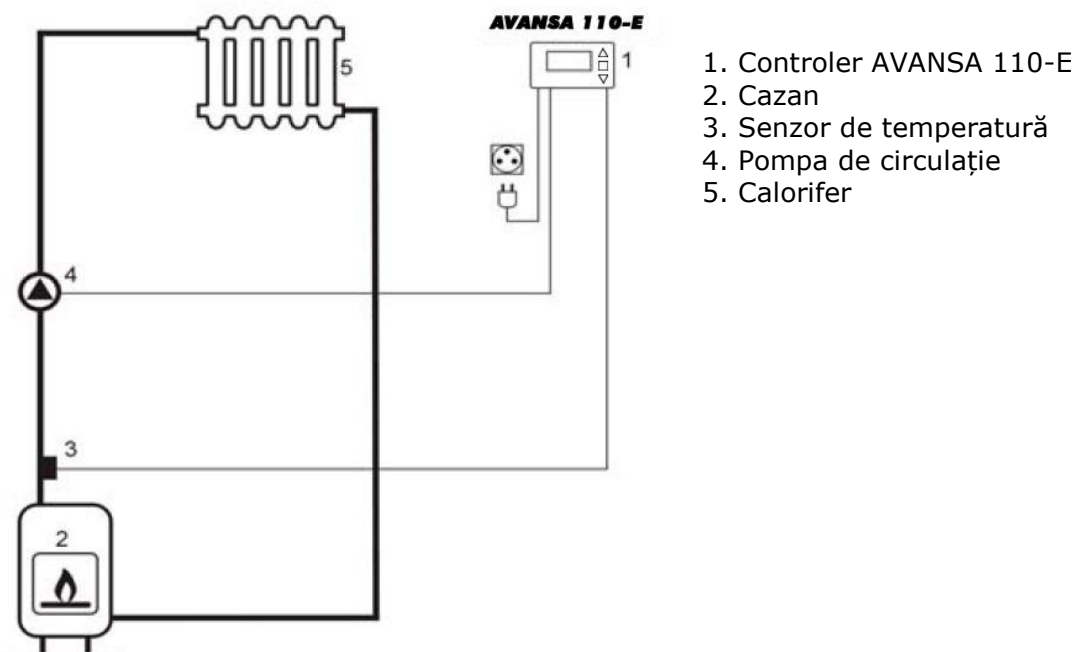 AVANSA 110-E
1
5
4
3
2
1. Controler AVANSA 110-E
2. Cazan
3. Senzor de temperatură
4. Pompa de circulație
5. Calorifer